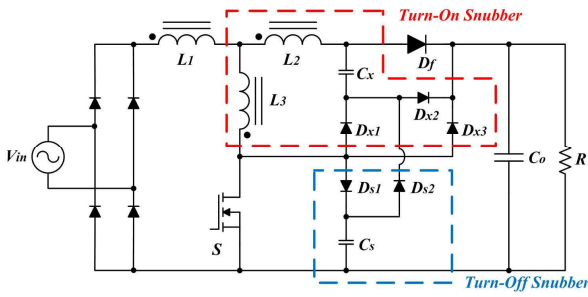 Turn-On Snubber
L1
L2
Cx
Df
L3
Dx2
Dx1
Dx3
Vin
Co
R
Ds1
Ds2
S
Cs
Turn-Off Snubber